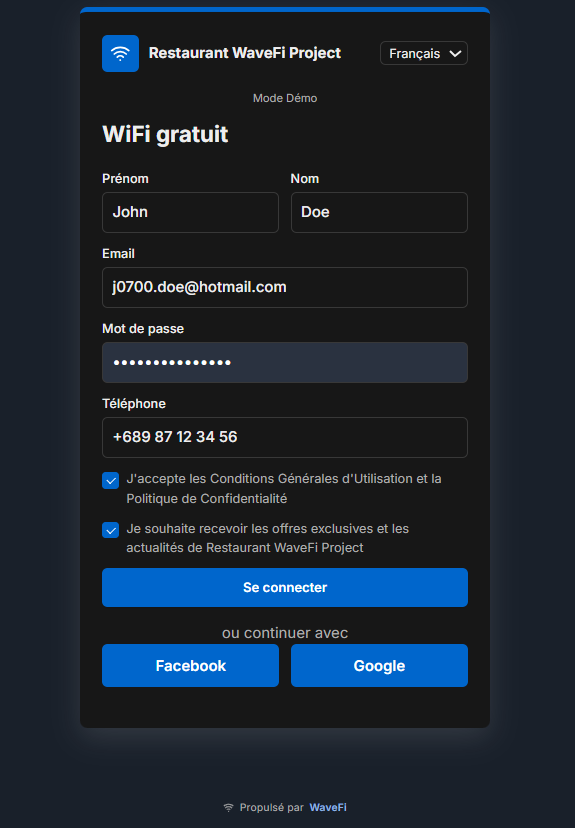 Restaurant WaveFi Project
Français
Mode Démo
WiFi gratuit
Prénom
Nom
John
Doe
Email
j0700.doe@hotmail.com
Mot de passe
•••••••••••••••
Téléphone
+689 87 12 34 56
J'accepte les Conditions Générales d'Utilisation et la
Politique de Confidentialité
Je souhaite recevoir les offres exclusives et les
actualités de Restaurant WaveFi Project
Se connecter
ou continuer avec
Facebook
Google
Propulsé par WaveFi